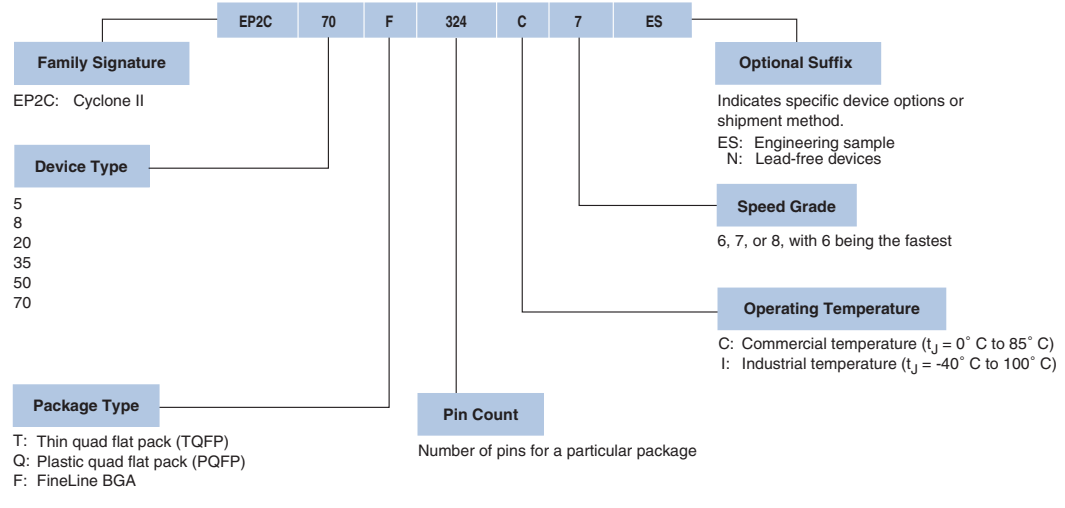 EP2C 70 F 324 C 7 ES
Family Signature
EP2C: Cyclone II
Device Type
5
8
20
35
50
70
Package Type
T: Thin quad flat pack (TQFP)
Q: Plastic quad flat pack (PQFP)
F: FineLine BGA
Pin Count
Number of pins for a particular package
Optional Suffix
Indicates specific device options or
shipment method.
ES: Engineering sample
N: Lead-free devices
Speed Grade
6, 7, or 8, with 6 being the fastest
Operating Temperature
C: Commercial temperature (tJ = 0° C to 85° C)
I: Industrial temperature (tJ = -40° C to 100° C)